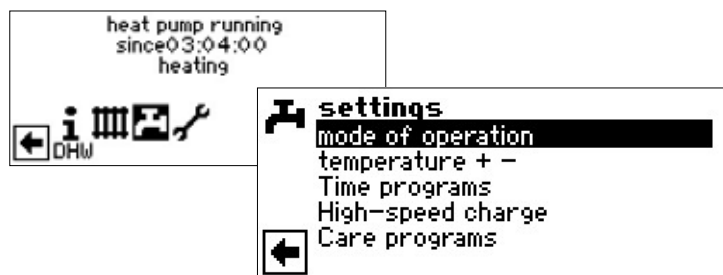 heat pump running
since03:04:00
heating
DHW
settings
mode of operation
temperature + -
Time programs
High-speed charge
Care programs